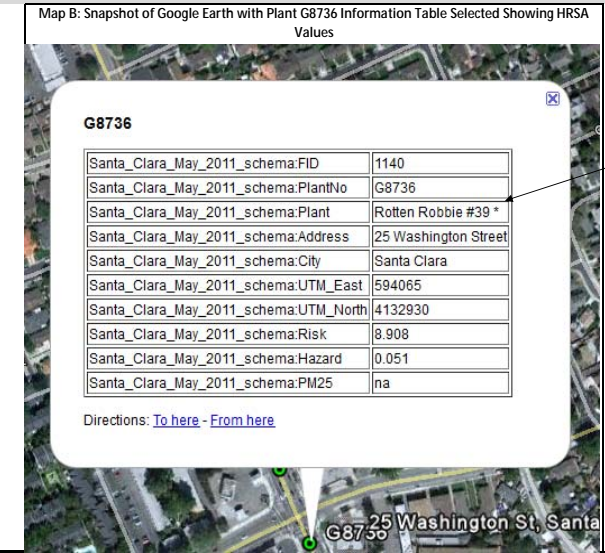 Map B: Snapshot of Google Earth with Plant G8736 Information Table Selected Showing HRSA
Values
G8736
Santa_Clara_May_2011_schema:FID 1140
Santa_Clara_May_2011_schema:PlantNo G8736
Santa_Clara_May_2011_schema:Plant Rotten Robbie #39 *
Santa_Clara_May_2011_schema:Address 25 Washington Street
Santa_Clara_May_2011_schema:City Santa Clara
Santa_Clara_May_2011_schema:UTM_East 594065
Santa_Clara_May_2011_schema:UTM_North 4132930
Santa_Clara_May_2011_schema:Risk 8.908
Santa_Clara_May_2011_schema:Hazard 0.051
Santa_Clara_May_2011_schema:PM25 na
Directions: To here - From here
G8736
25 Washington St, Santa